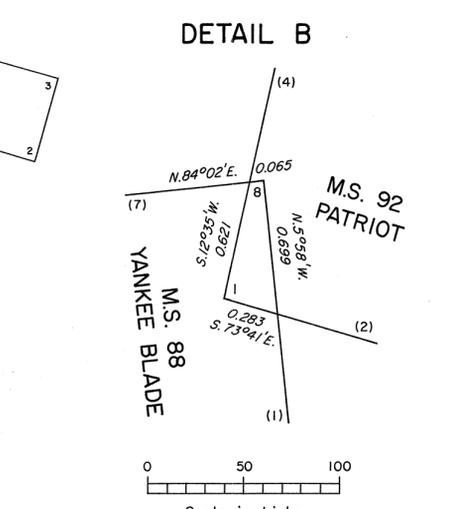 DETAIL B
3
2
(4)
N.84°02'E.
0.065
8
(7)
M.S. 92
PATRIOT
S.12°35'W.
0.621
N.5°58'W.
0.699
1
0.283
S.73°41'E.
(2)
M.S. 88
YANKEE BLADE
(1)
0 50 100